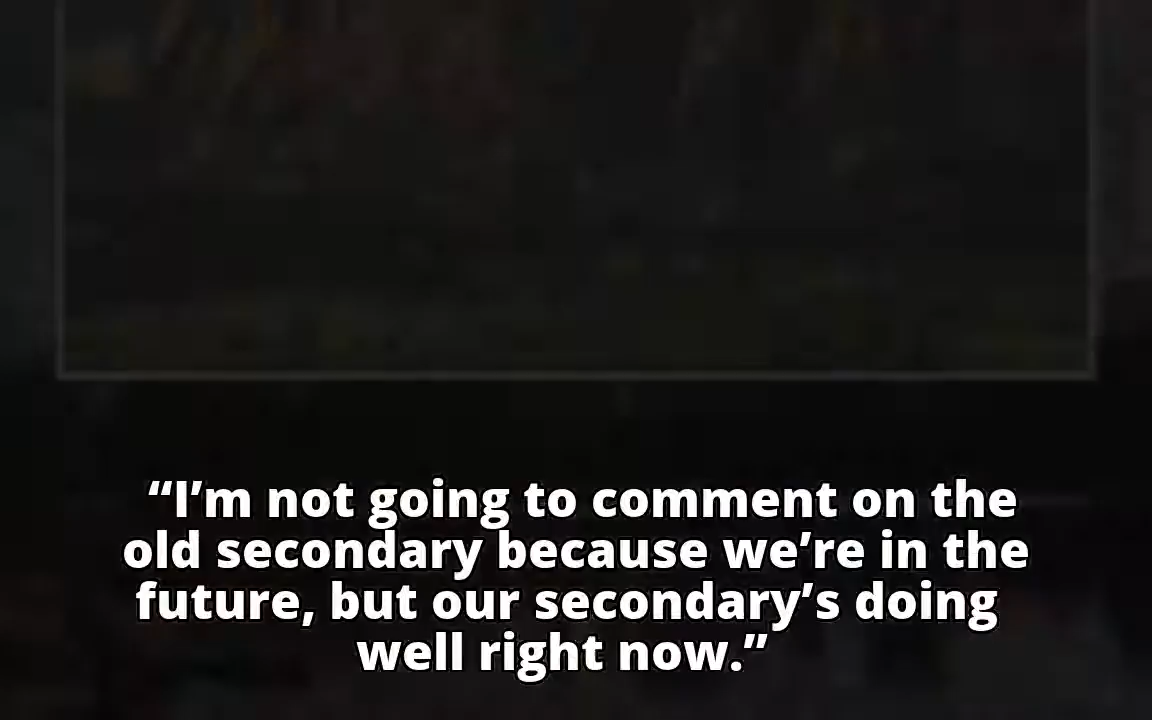 “I’m not going to comment on the
old secondary because we’re in the
future, but our secondary’s doing
well right now.”